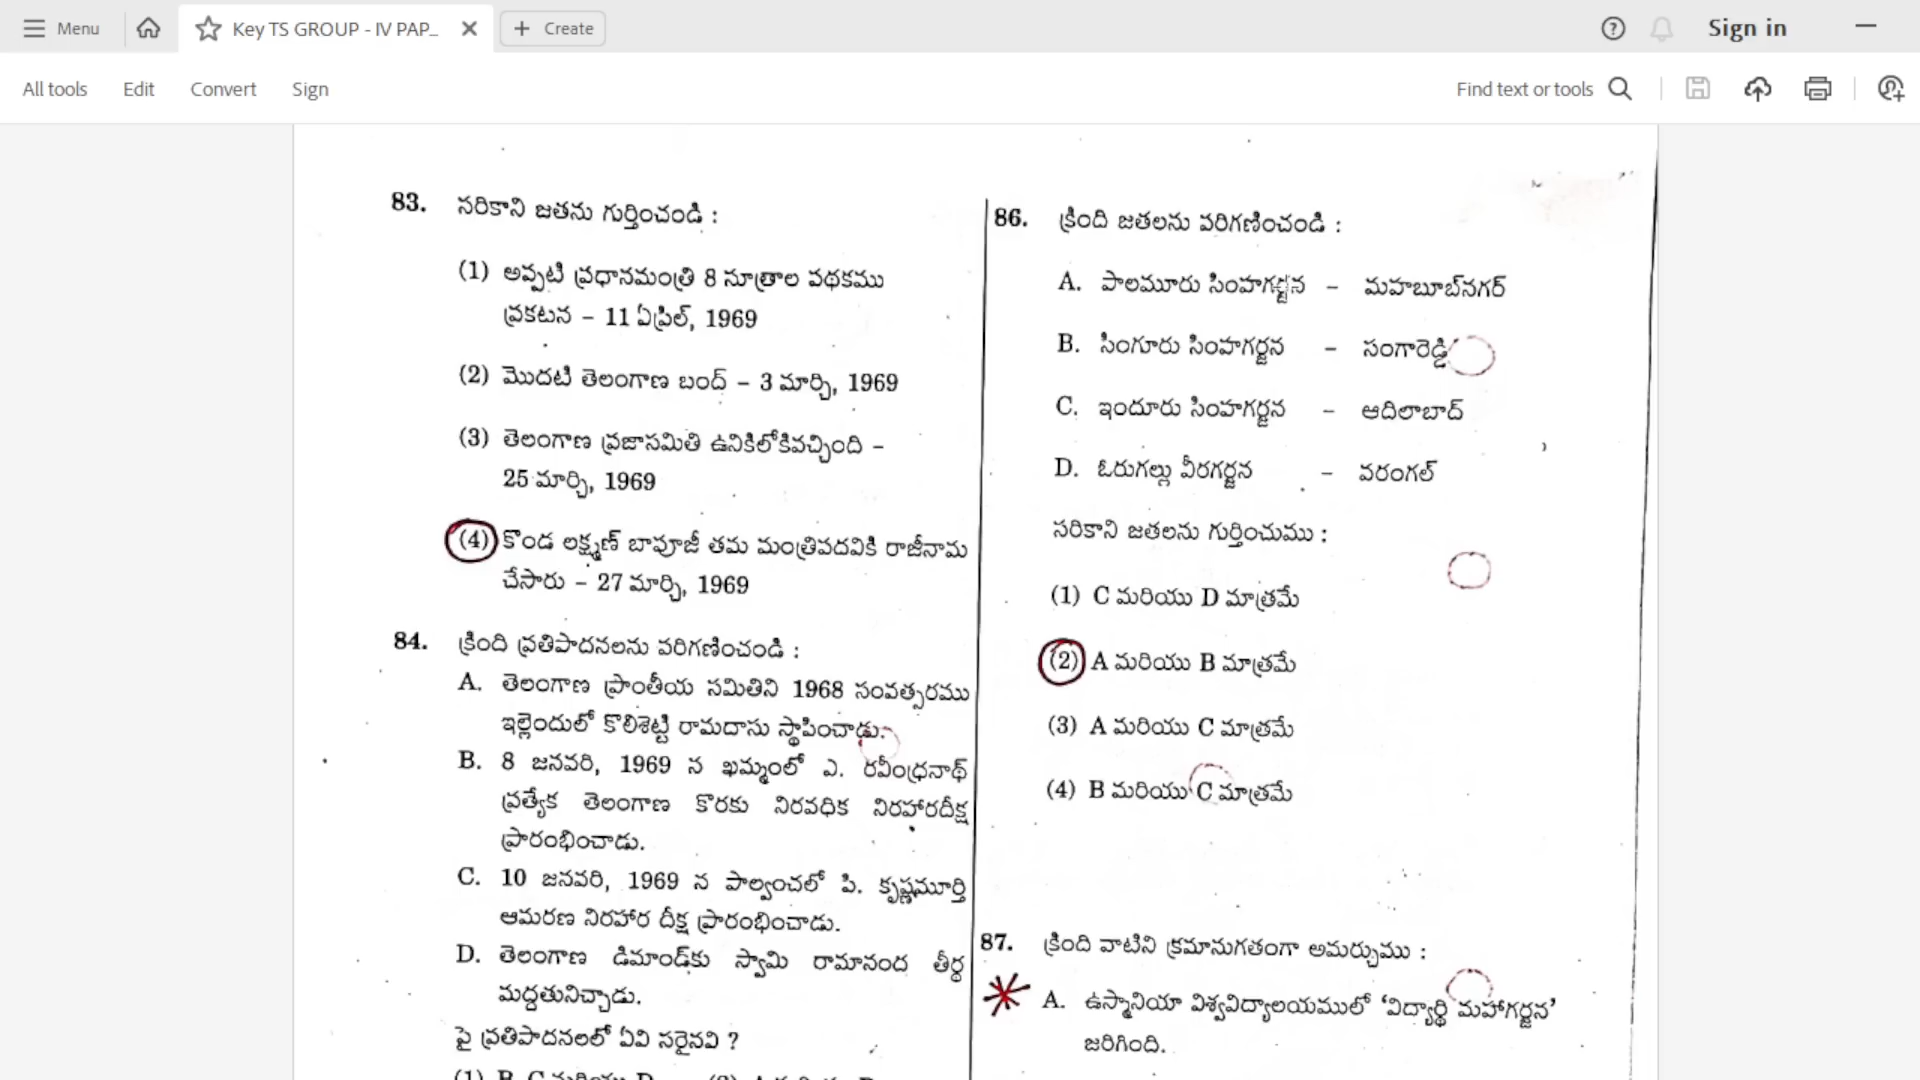 Menu
Key TS GROUP - IV PAP_
Create
Sign in
All tools
Edit
Convert
Sign
Find text or tools
83. సరికాని జతను గుర్తించండి :
(1) అప్పటి ప్రధానమంత్రి 8 సూత్రాల పథకము
ప్రకటన – 11 ఏప్రిల్, 1969
(2) మొదటి తెలంగాణ బంద్ – 3 మార్చి, 1969
(3) తెలంగాణ ప్రజాసమితి ఉనికిలోకివచ్చింది –
25 మార్చి, 1969
(4) కొండ లక్ష్మణ్ బాపూజీ తమ మంత్రిపదవికి రాజీనామ
చేసారు – 27 మార్చి, 1969
84. క్రింది ప్రతిపాదనలను పరిగణించండి :
A. తెలంగాణ ప్రాంతీయ సమితిని 1968 సంవత్సరము
ఇల్లెందులో కొలిశెట్టి రామదాసు స్థాపించాడు.
B. 8 జనవరి, 1969 న ఖమ్మంలో ఎ. రవీంధ్రనాథ్
ప్రత్యేక తెలంగాణ కొరకు నిరవధిక నిరహారదీక్ష
ప్రారంభించాడు.
C. 10 జనవరి, 1969 న పాల్వంచలో పి. కృష్ణమూర్తి
ఆమరణ నిరహార దీక్ష ప్రారంభించాడు.
D. తెలంగాణ డిమాండ్‌కు స్వామి రామానంద తీర్థ
మద్దతునిచ్చాడు.
పై ప్రతిపాదనలలో ఏవి సరైనవి ?
86. క్రింది జతలను పరిగణించండి :
A. పాలమూరు సింహగర్జన – మహబూబ్‌నగర్
B. సింగూరు సింహగర్జన – సంగారెడ్డి
C. ఇందూరు సింహగర్జన – ఆదిలాబాద్
D. ఓరుగల్లు వీరగర్జన – వరంగల్
సరికాని జతలను గుర్తించుము :
(1) C మరియు D మాత్రమే
(2) A మరియు B మాత్రమే
(3) A మరియు C మాత్రమే
(4) B మరియు C మాత్రమే
87. క్రింది వాటిని క్రమానుగతంగా అమర్చుము :
A. ఉస్మానియా విశ్వవిద్యాలయములో ‘విద్యార్థి మహాగర్జన’
జరిగింది.